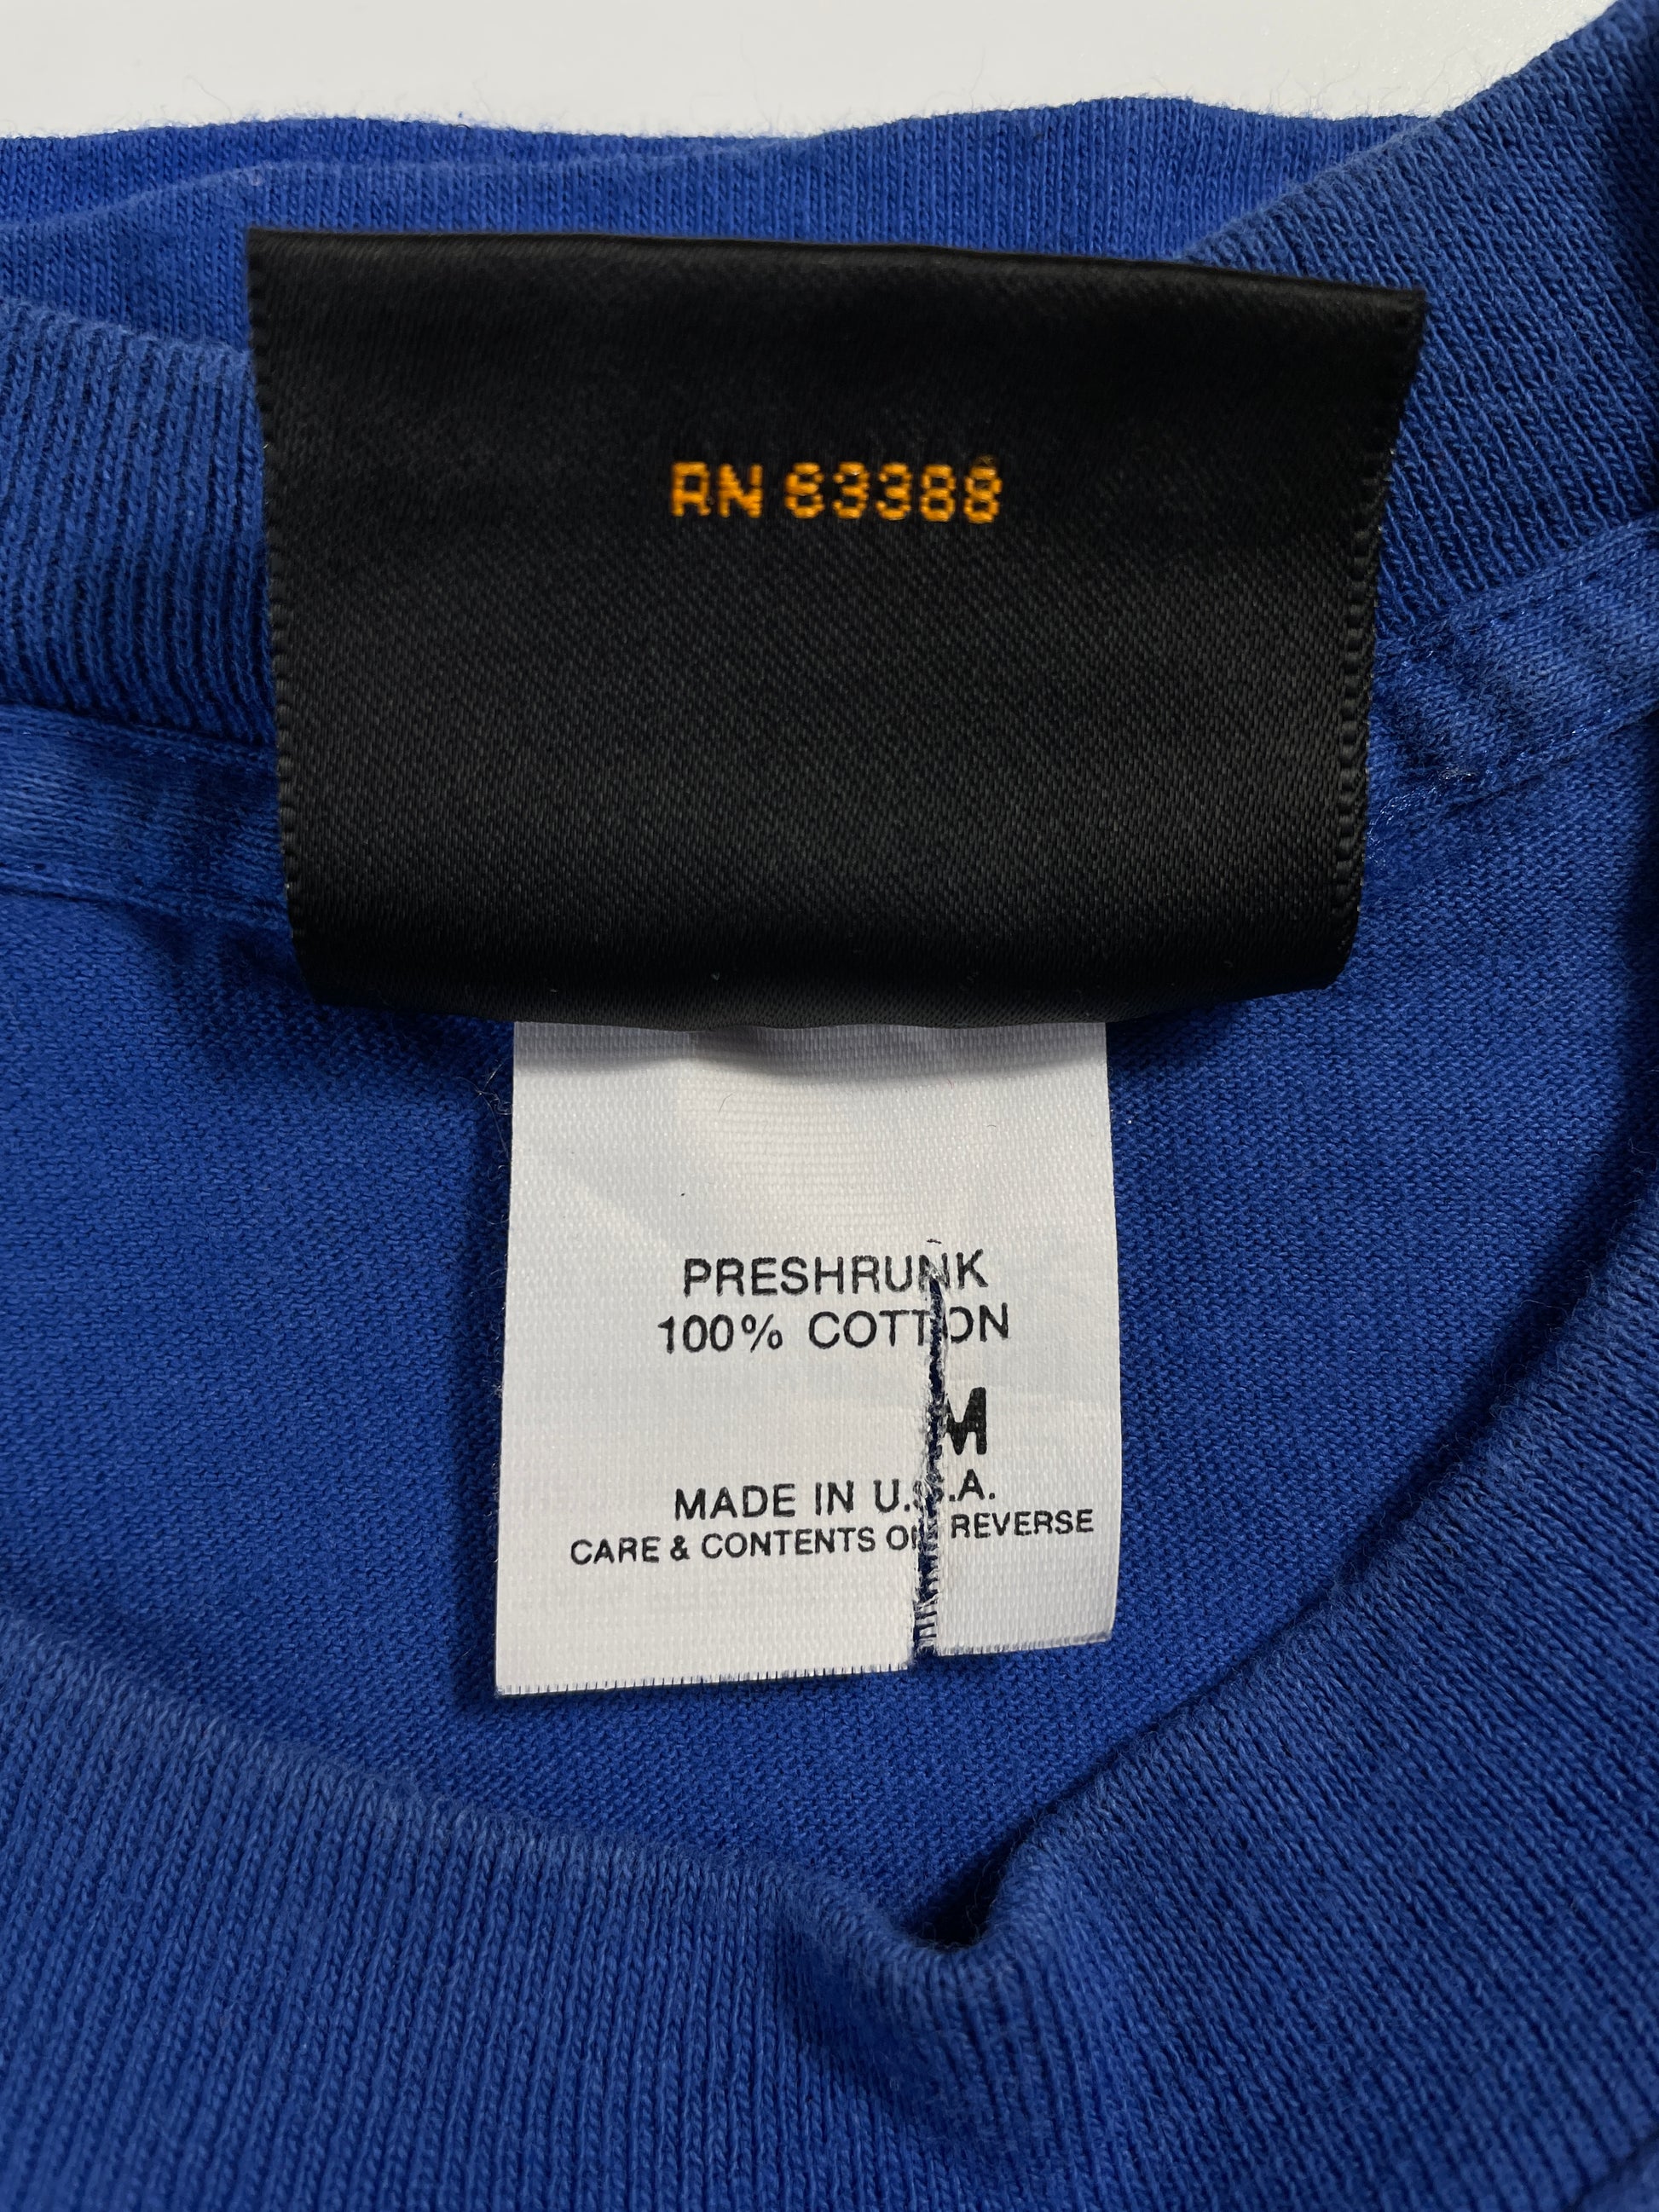 RN 63388
PRESHRUNK
100% COTTON
M
MADE IN U.S.A.
CARE & CONTENTS ON REVERSE